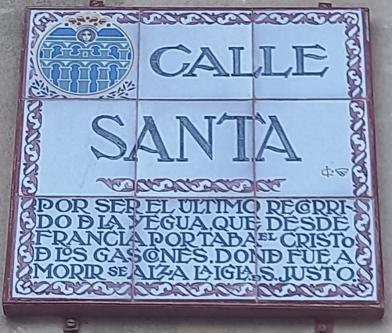 CALLE
SANTA
POR SER EL ÚLTIMO RECORRI-
DO D LA YEGUA, QUE DESDE
FRANCIA PORTABA EL CRISTO
D LOS GASCONES, DOND FUE A
MORIR SE ALZA LA IGLA S. JUSTO.